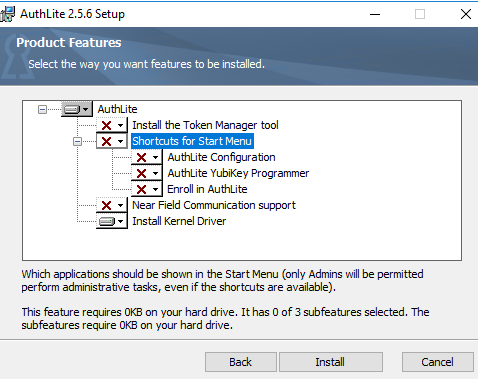 AuthLite 2.5.6 Setup
Product Features
Select the way you want features to be installed.
AuthLite
Install the Token Manager tool
Shortcuts for Start Menu
AuthLite Configuration
AuthLite YubiKey Programmer
Enroll in AuthLite
Near Field Communication support
Install Kernel Driver
Which applications should be shown in the Start Menu (only Admins will be permitted
perform administrative tasks, even if the shortcuts are available).
This feature requires 0KB on your hard drive. It has 0 of 3 subfeatures selected. The
subfeatures require 0KB on your hard drive.
Back Install Cancel